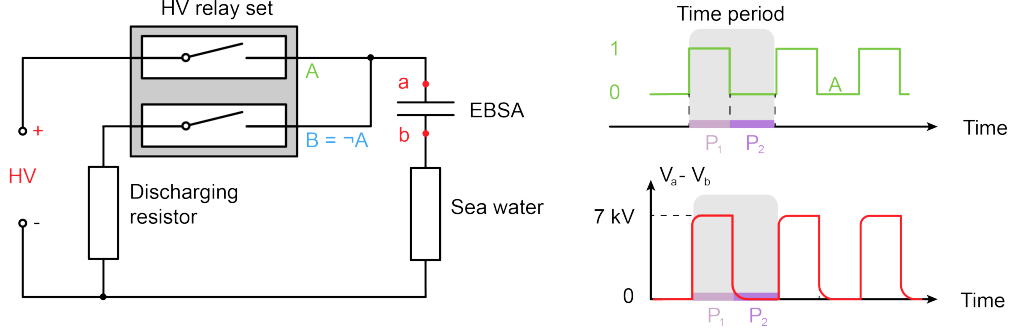 HV relay set
A
B = ¬A
a
b
EBSA
+
HV
-
Discharging
resistor
Sea water
Time period
1
0
A
P₁ P₂
Time
Vₐ - V_b
7 kV
0
P₁ P₂
Time